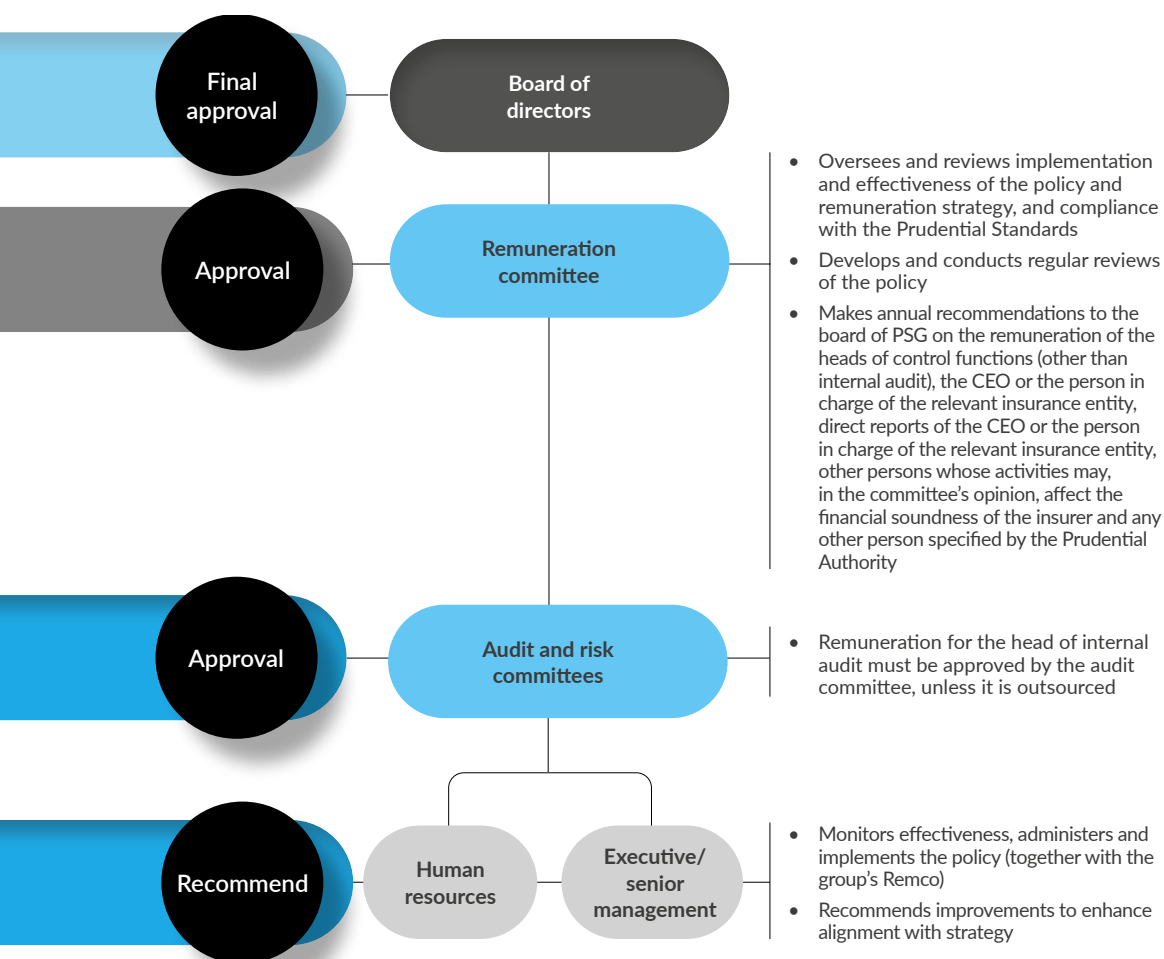 Final
approval
Board of
directors
Approval
Remuneration
committee
• Oversees and reviews implementation
and effectiveness of the policy and
remuneration strategy, and compliance
with the Prudential Standards
• Develops and conducts regular reviews
of the policy
• Makes annual recommendations to the
board of PSG on the remuneration of the
heads of control functions (other than
internal audit), the CEO or the person in
charge of the relevant insurance entity,
direct reports of the CEO or the person
in charge of the relevant insurance entity,
other persons whose activities may,
in the committee’s opinion, affect the
financial soundness of the insurer and any
other person specified by the Prudential
Authority
Approval
Audit and risk
committees
• Remuneration for the head of internal
audit must be approved by the audit
committee, unless it is outsourced
Recommend
Human
resources
Executive/
senior
management
• Monitors effectiveness, administers and
implements the policy (together with the
group’s Remco)
• Recommends improvements to enhance
alignment with strategy